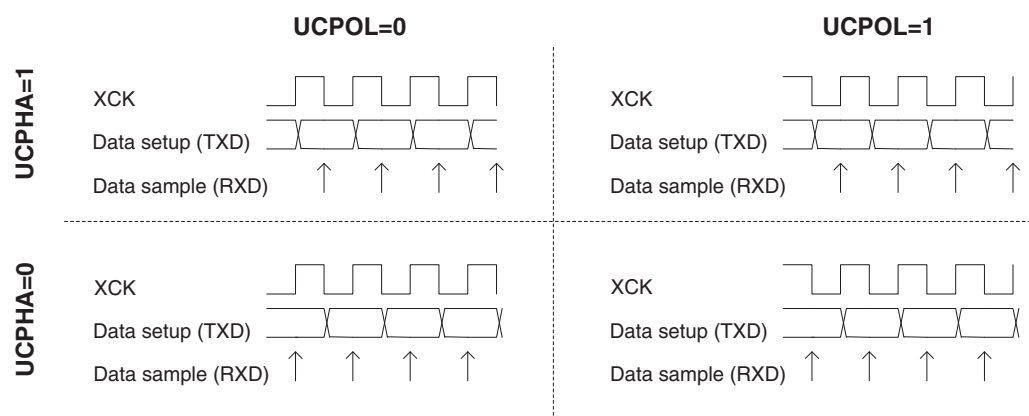 UCPOL=0
UCPOL=1
UCPHA=1
XCK
Data setup (TXD)
Data sample (RXD)
XCK
Data setup (TXD)
Data sample (RXD)
UCPHA=0
XCK
Data setup (TXD)
Data sample (RXD)
XCK
Data setup (TXD)
Data sample (RXD)